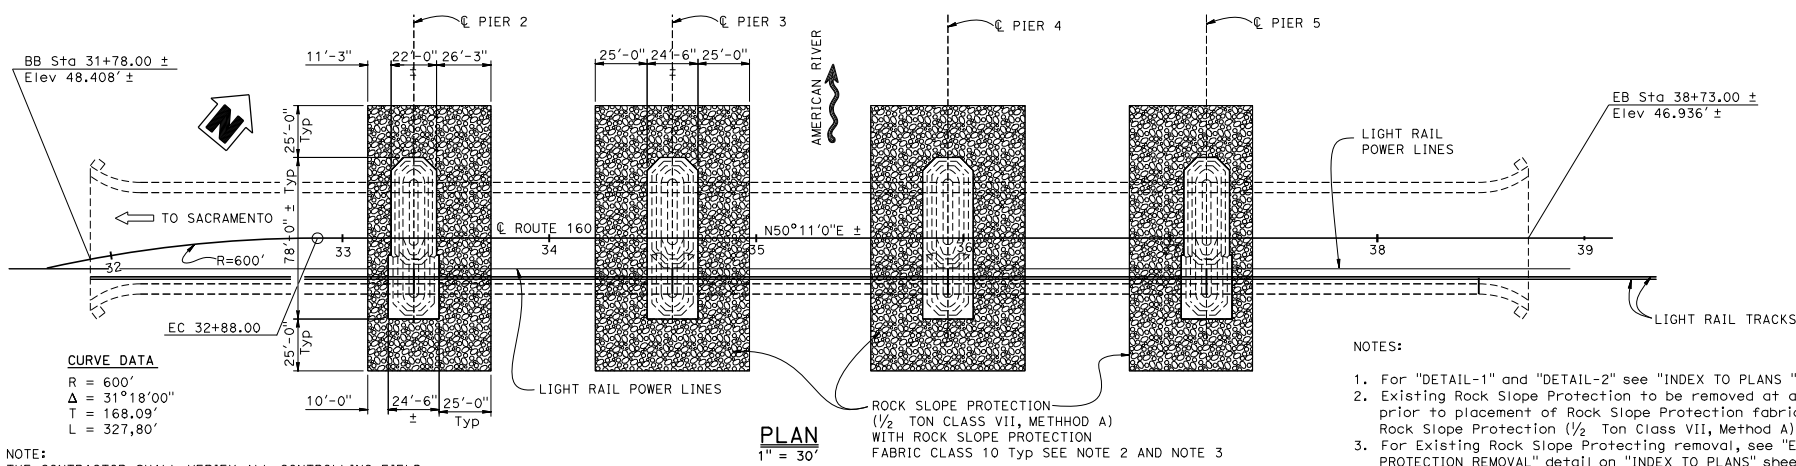 ℄ PIER 2
℄ PIER 3
℄ PIER 4
℄ PIER 5
BB Sta 31+78.00 ±
Elev 48.408' ±
11'-3"
22'-0"
±
26'-3"
25'-0"
24'-6"
±
25'-0"
AMERICAN RIVER
EB Sta 38+73.00 ±
Elev 46.936' ±
N
25'-0"
Typ
LIGHT RAIL
POWER LINES
78'-0" ± Typ
TO SACRAMENTO
℄ ROUTE 160
N50°11'0"E ±
32
33
34
35
36
38
39
R=600'
EC 32+88.00
25'-0"
Typ
LIGHT RAIL TRACKS
CURVE DATA
R = 600'
Δ = 31°18'00"
T = 168.09'
L = 327,80'
10'-0"
24'-6"
±
25'-0"
Typ
LIGHT RAIL POWER LINES
PLAN
1" = 30'
ROCK SLOPE PROTECTION
(½ TON CLASS VII, METHHOD A)
WITH ROCK SLOPE PROTECTION
FABRIC CLASS 10 Typ SEE NOTE 2 AND NOTE 3
NOTES:
1. For "DETAIL-1" and "DETAIL-2" see "INDEX TO PLANS "
2. Existing Rock Slope Protection to be removed at a
prior to placement of Rock Slope Protection fabric
Rock Slope Protection (½ Ton Class VII, Method A)
3. For Existing Rock Slope Protecting removal, see "E
PROTECTION REMOVAL" detail on "INDEX TO PLANS" shee
NOTE:
THE CONTRACTOR SHALL VERIFY ALL CONTROLLING FIELD